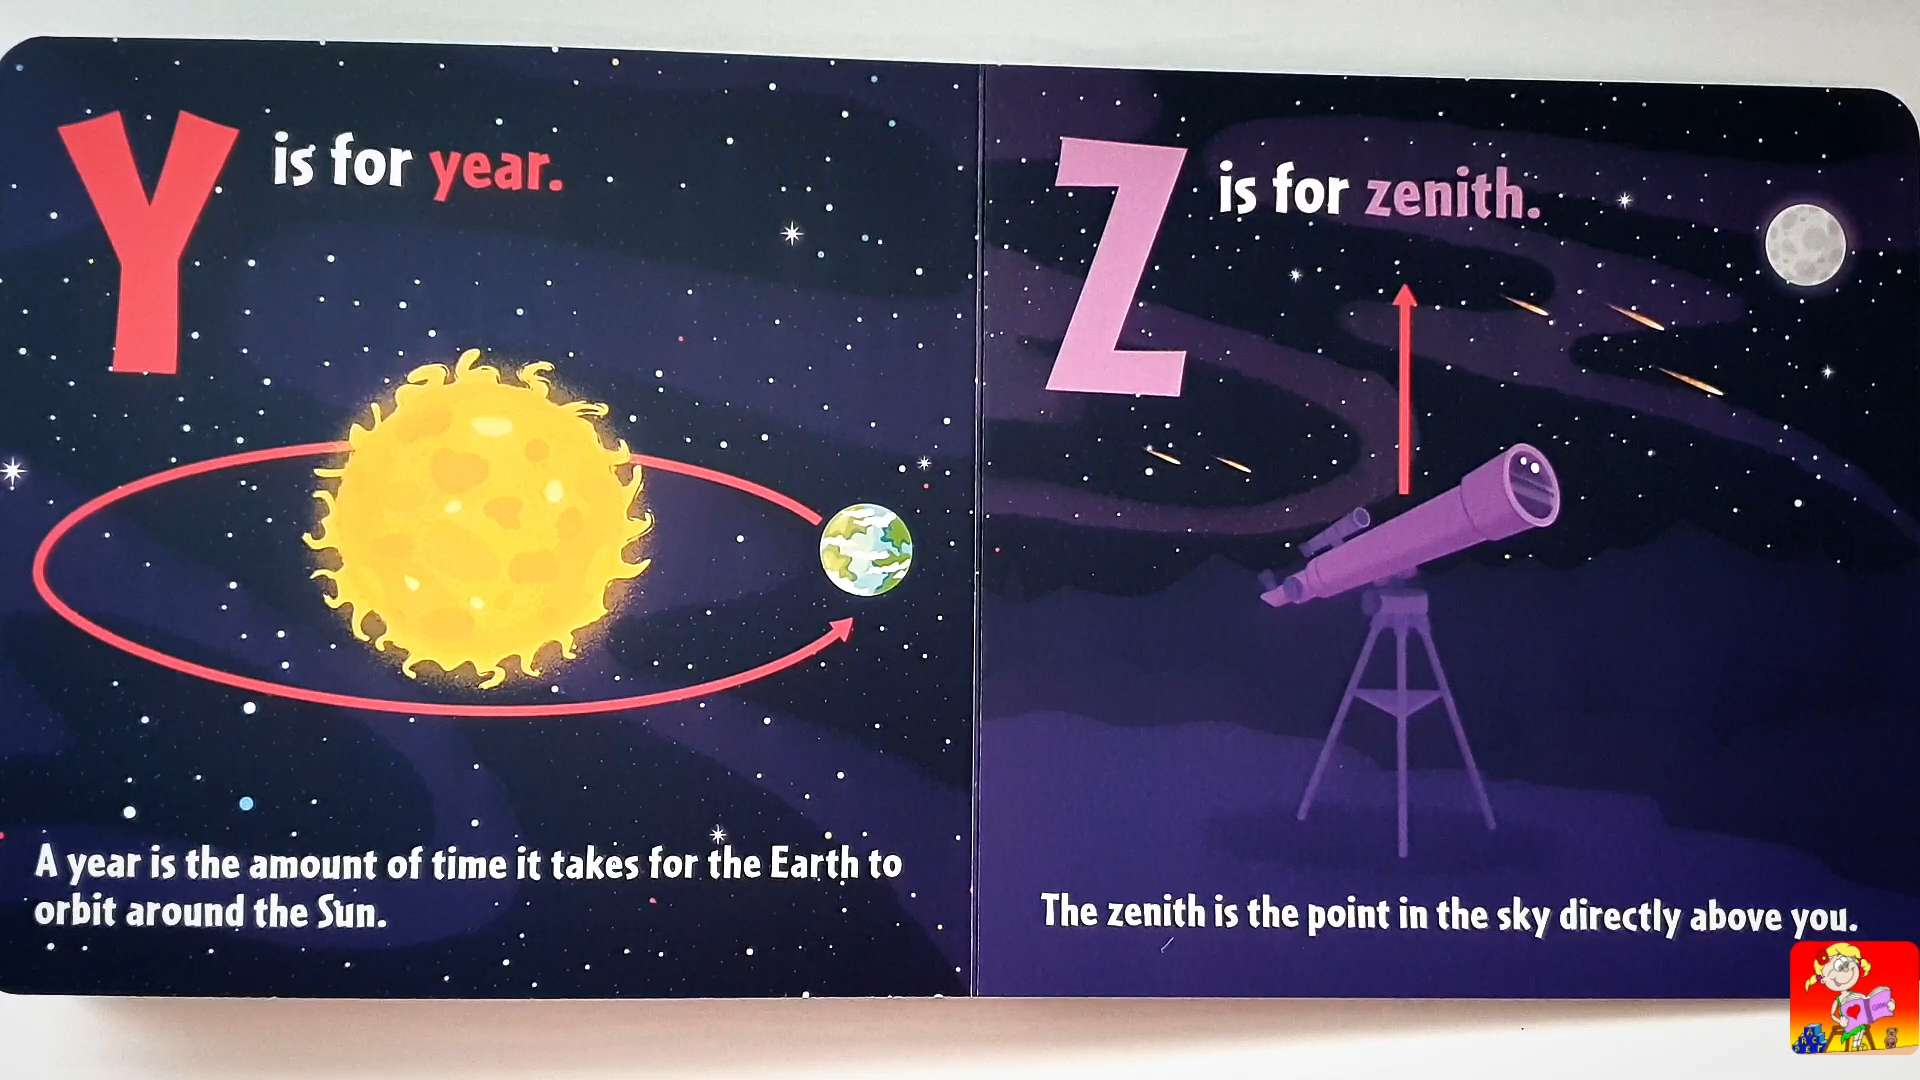 Y is for year.
A year is the amount of time it takes for the Earth to
orbit around the Sun.
Z is for zenith.
The zenith is the point in the sky directly above you.